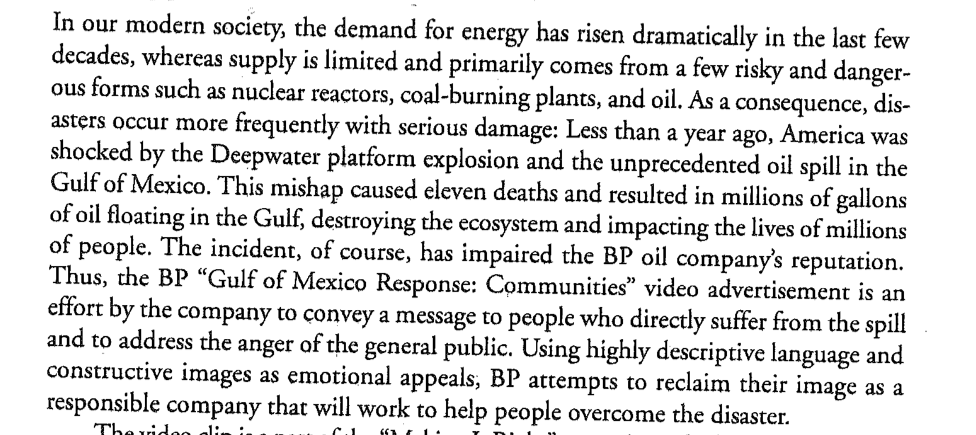 In our modern society, the demand for energy has risen dramatically in the last few
decades, whereas supply is limited and primarily comes from a few risky and danger-
ous forms such as nuclear reactors, coal-burning plants, and oil. As a consequence, dis-
asters occur more frequently with serious damage: Less than a year ago, America was
shocked by the Deepwater platform explosion and the unprecedented oil spill in the
Gulf of Mexico. This mishap caused eleven deaths and resulted in millions of gallons
of oil floating in the Gulf, destroying the ecosystem and impacting the lives of millions
of people. The incident, of course, has impaired the BP oil company's reputation.
Thus, the BP “Gulf of Mexico Response: Communities” video advertisement is an
effort by the company to convey a message to people who directly suffer from the spill
and to address the anger of the general public. Using highly descriptive language and
constructive images as emotional appeals, BP attempts to reclaim their image as a
responsible company that will work to help people overcome the disaster.
The video clip is a part of the